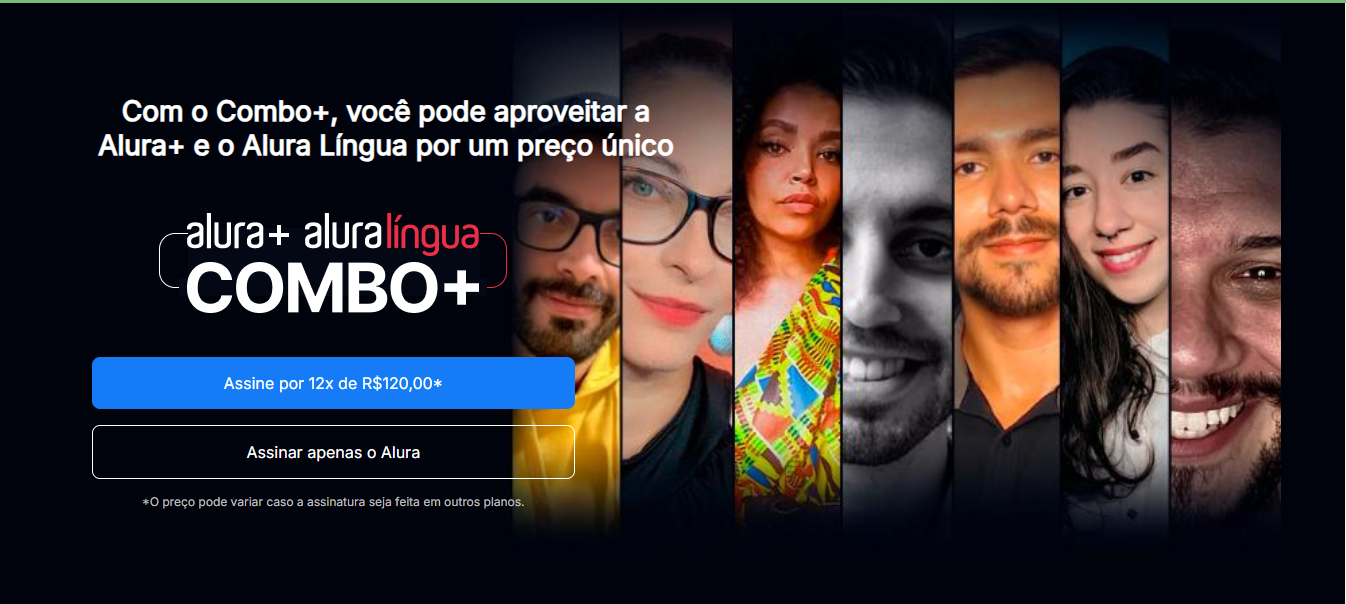 Com o Combo+, você pode aproveitar a
Alura+ e o Alura Língua por um preço único
alura+ aluralíngua
COMBO+
Assine por 12x de R$120,00*
Assinar apenas o Alura
*O preço pode variar caso a assinatura seja feita em outros planos.